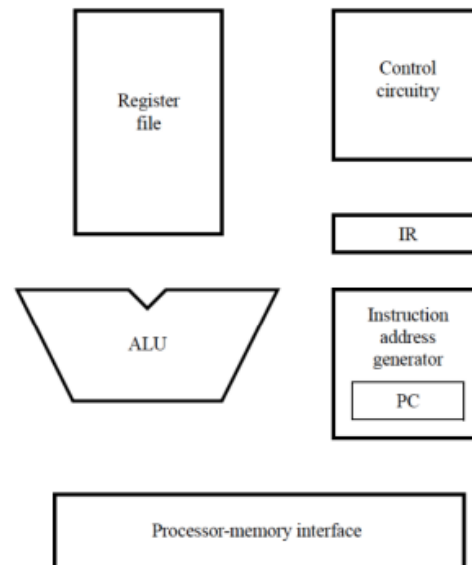 Register
file
Control
circuitry
IR
ALU
Instruction
address
generator
PC
Processor-memory interface